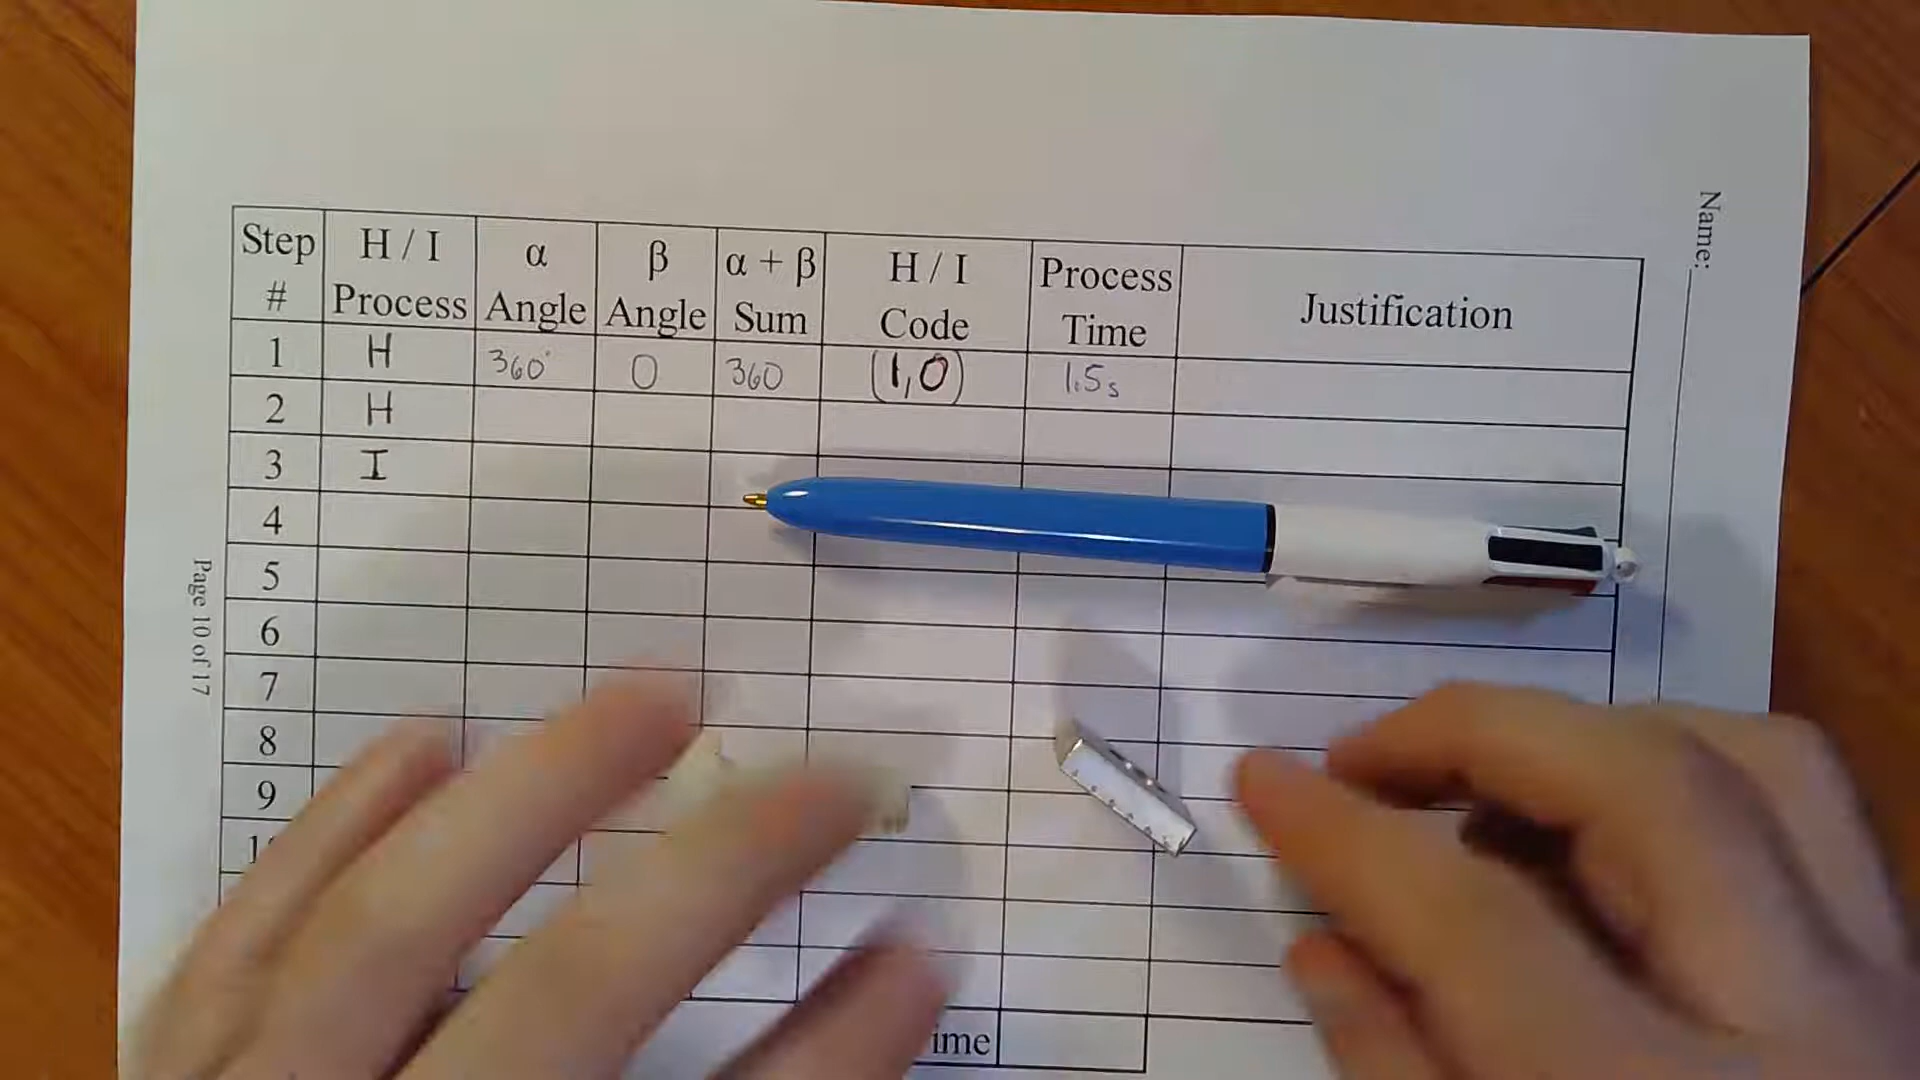 Step # H / I Process α Angle β Angle α + β Sum H / I Code Process Time Justification
1 H 360° 0 360 (1,0) 1.5s
2 H
3 I
4
5
6
7
8
9
Name:
Page 10 of 17